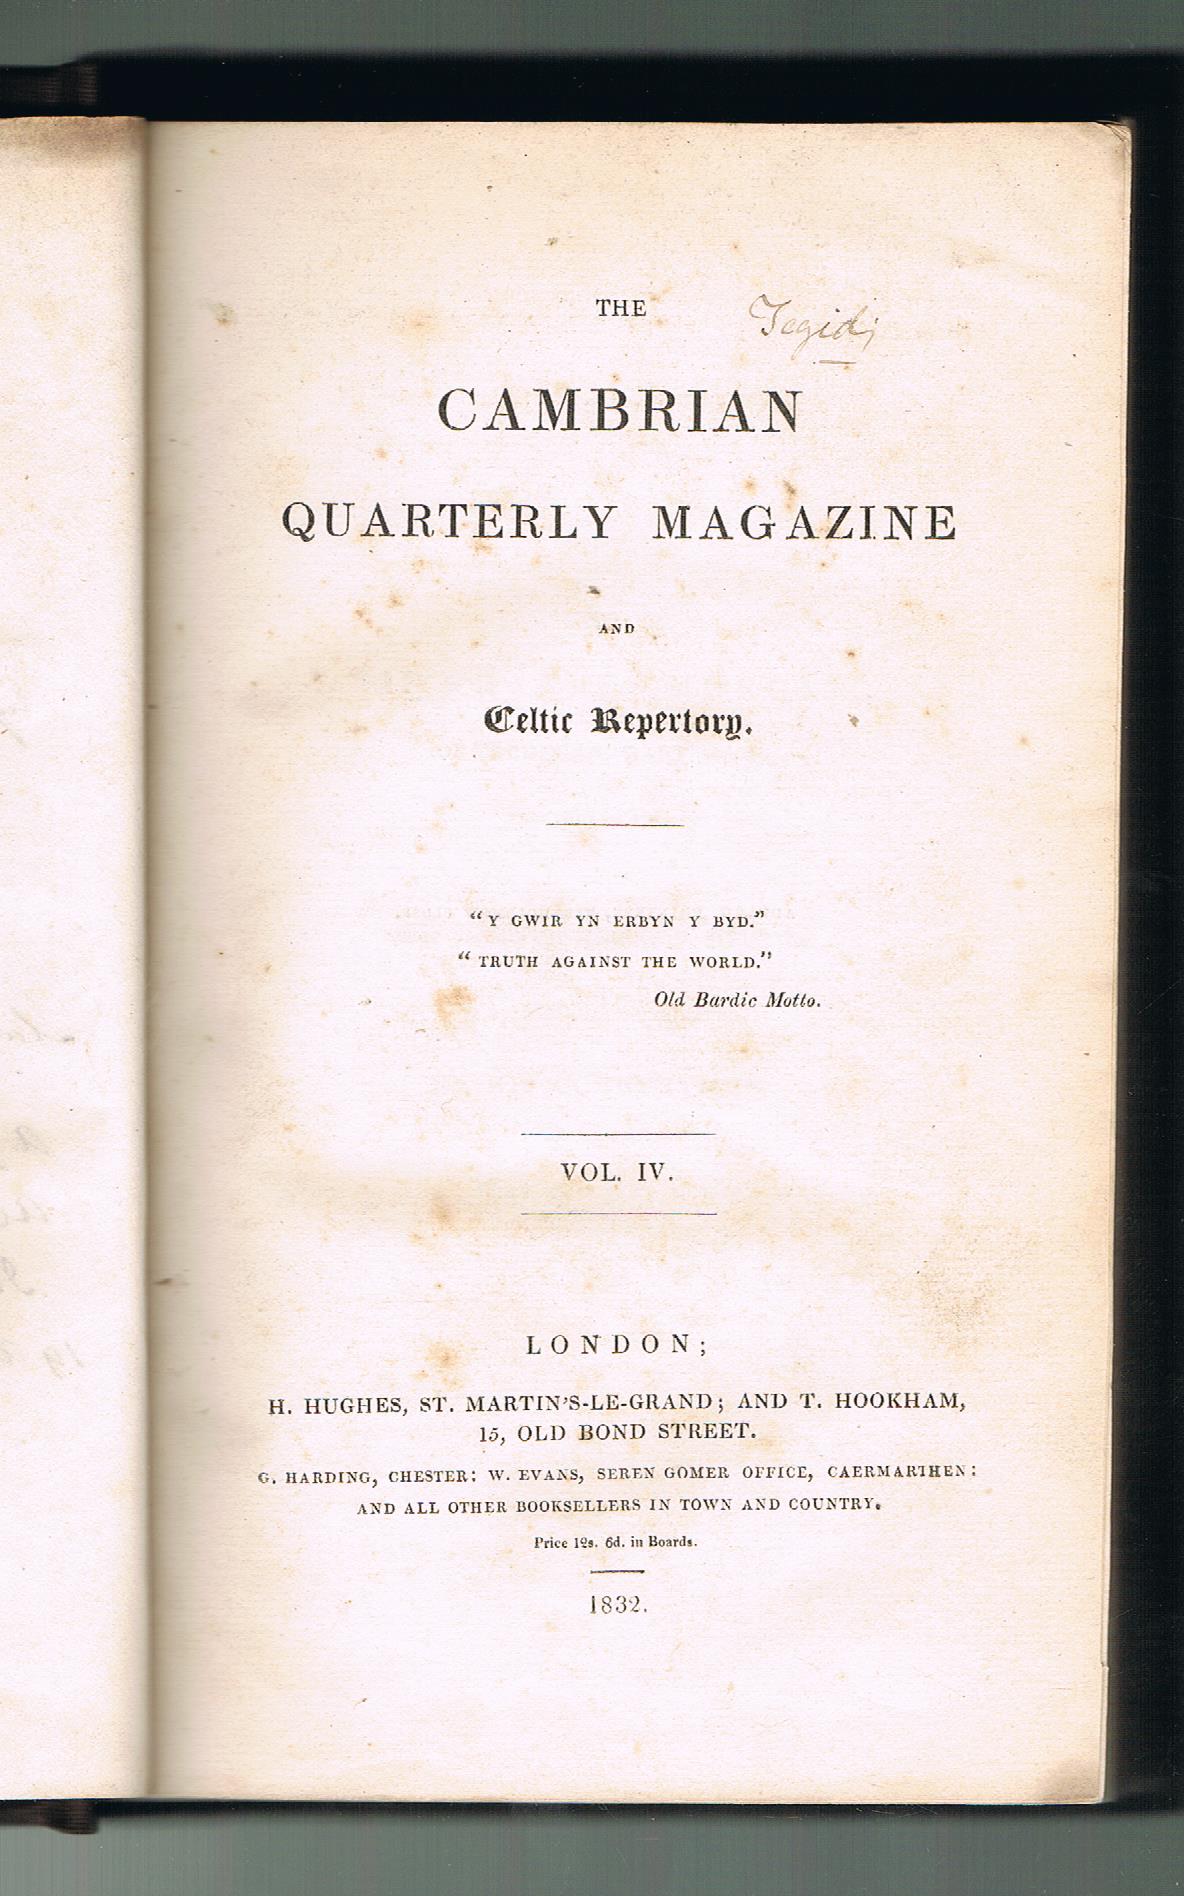 THE
Tegid;
CAMBRIAN
QUARTERLY MAGAZINE
AND
Celtic Repertory.
“Y GWIR YN ERBYN Y BYD.”
“TRUTH AGAINST THE WORLD.”
Old Bardic Motto.
VOL. IV.
LONDON;
H. HUGHES, ST. MARTIN'S-LE-GRAND; AND T. HOOKHAM,
15, OLD BOND STREET.
G. HARDING, CHESTER: W. EVANS, SEREN GOMER OFFICE, CAERMARTHEN:
AND ALL OTHER BOOKSELLERS IN TOWN AND COUNTRY.
Price 12s. 6d. in Boards.
1832.